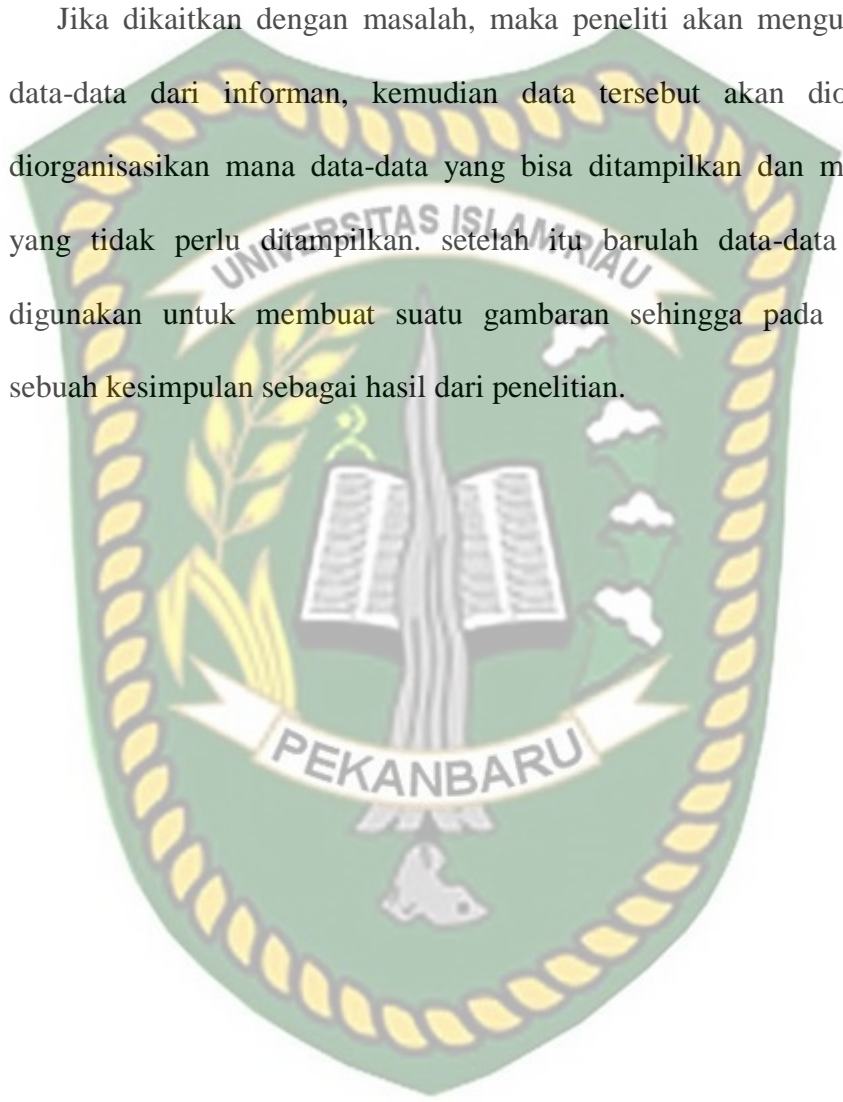 Jika dikaitkan dengan masalah, maka peneliti akan mengu
data-data dari informan, kemudian data tersebut akan dio
diorganisasikan mana data-data yang bisa ditampilkan dan m
yang tidak perlu ditampilkan. setelah itu barulah data-data
digunakan untuk membuat suatu gambaran sehingga pada
sebuah kesimpulan sebagai hasil dari penelitian.
UNIVERSITAS ISLAM RIAU
PEKANBARU